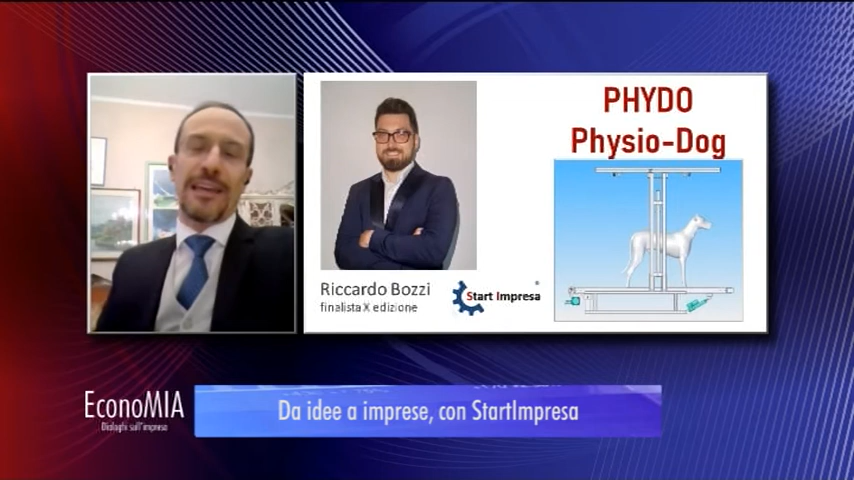 PHYDO
Physio-Dog
Riccardo Bozzi
finalista X edizione
Start Impresa
EconoMIA
Dialoghi sull'impresa
Da idee a imprese, con StartImpresa